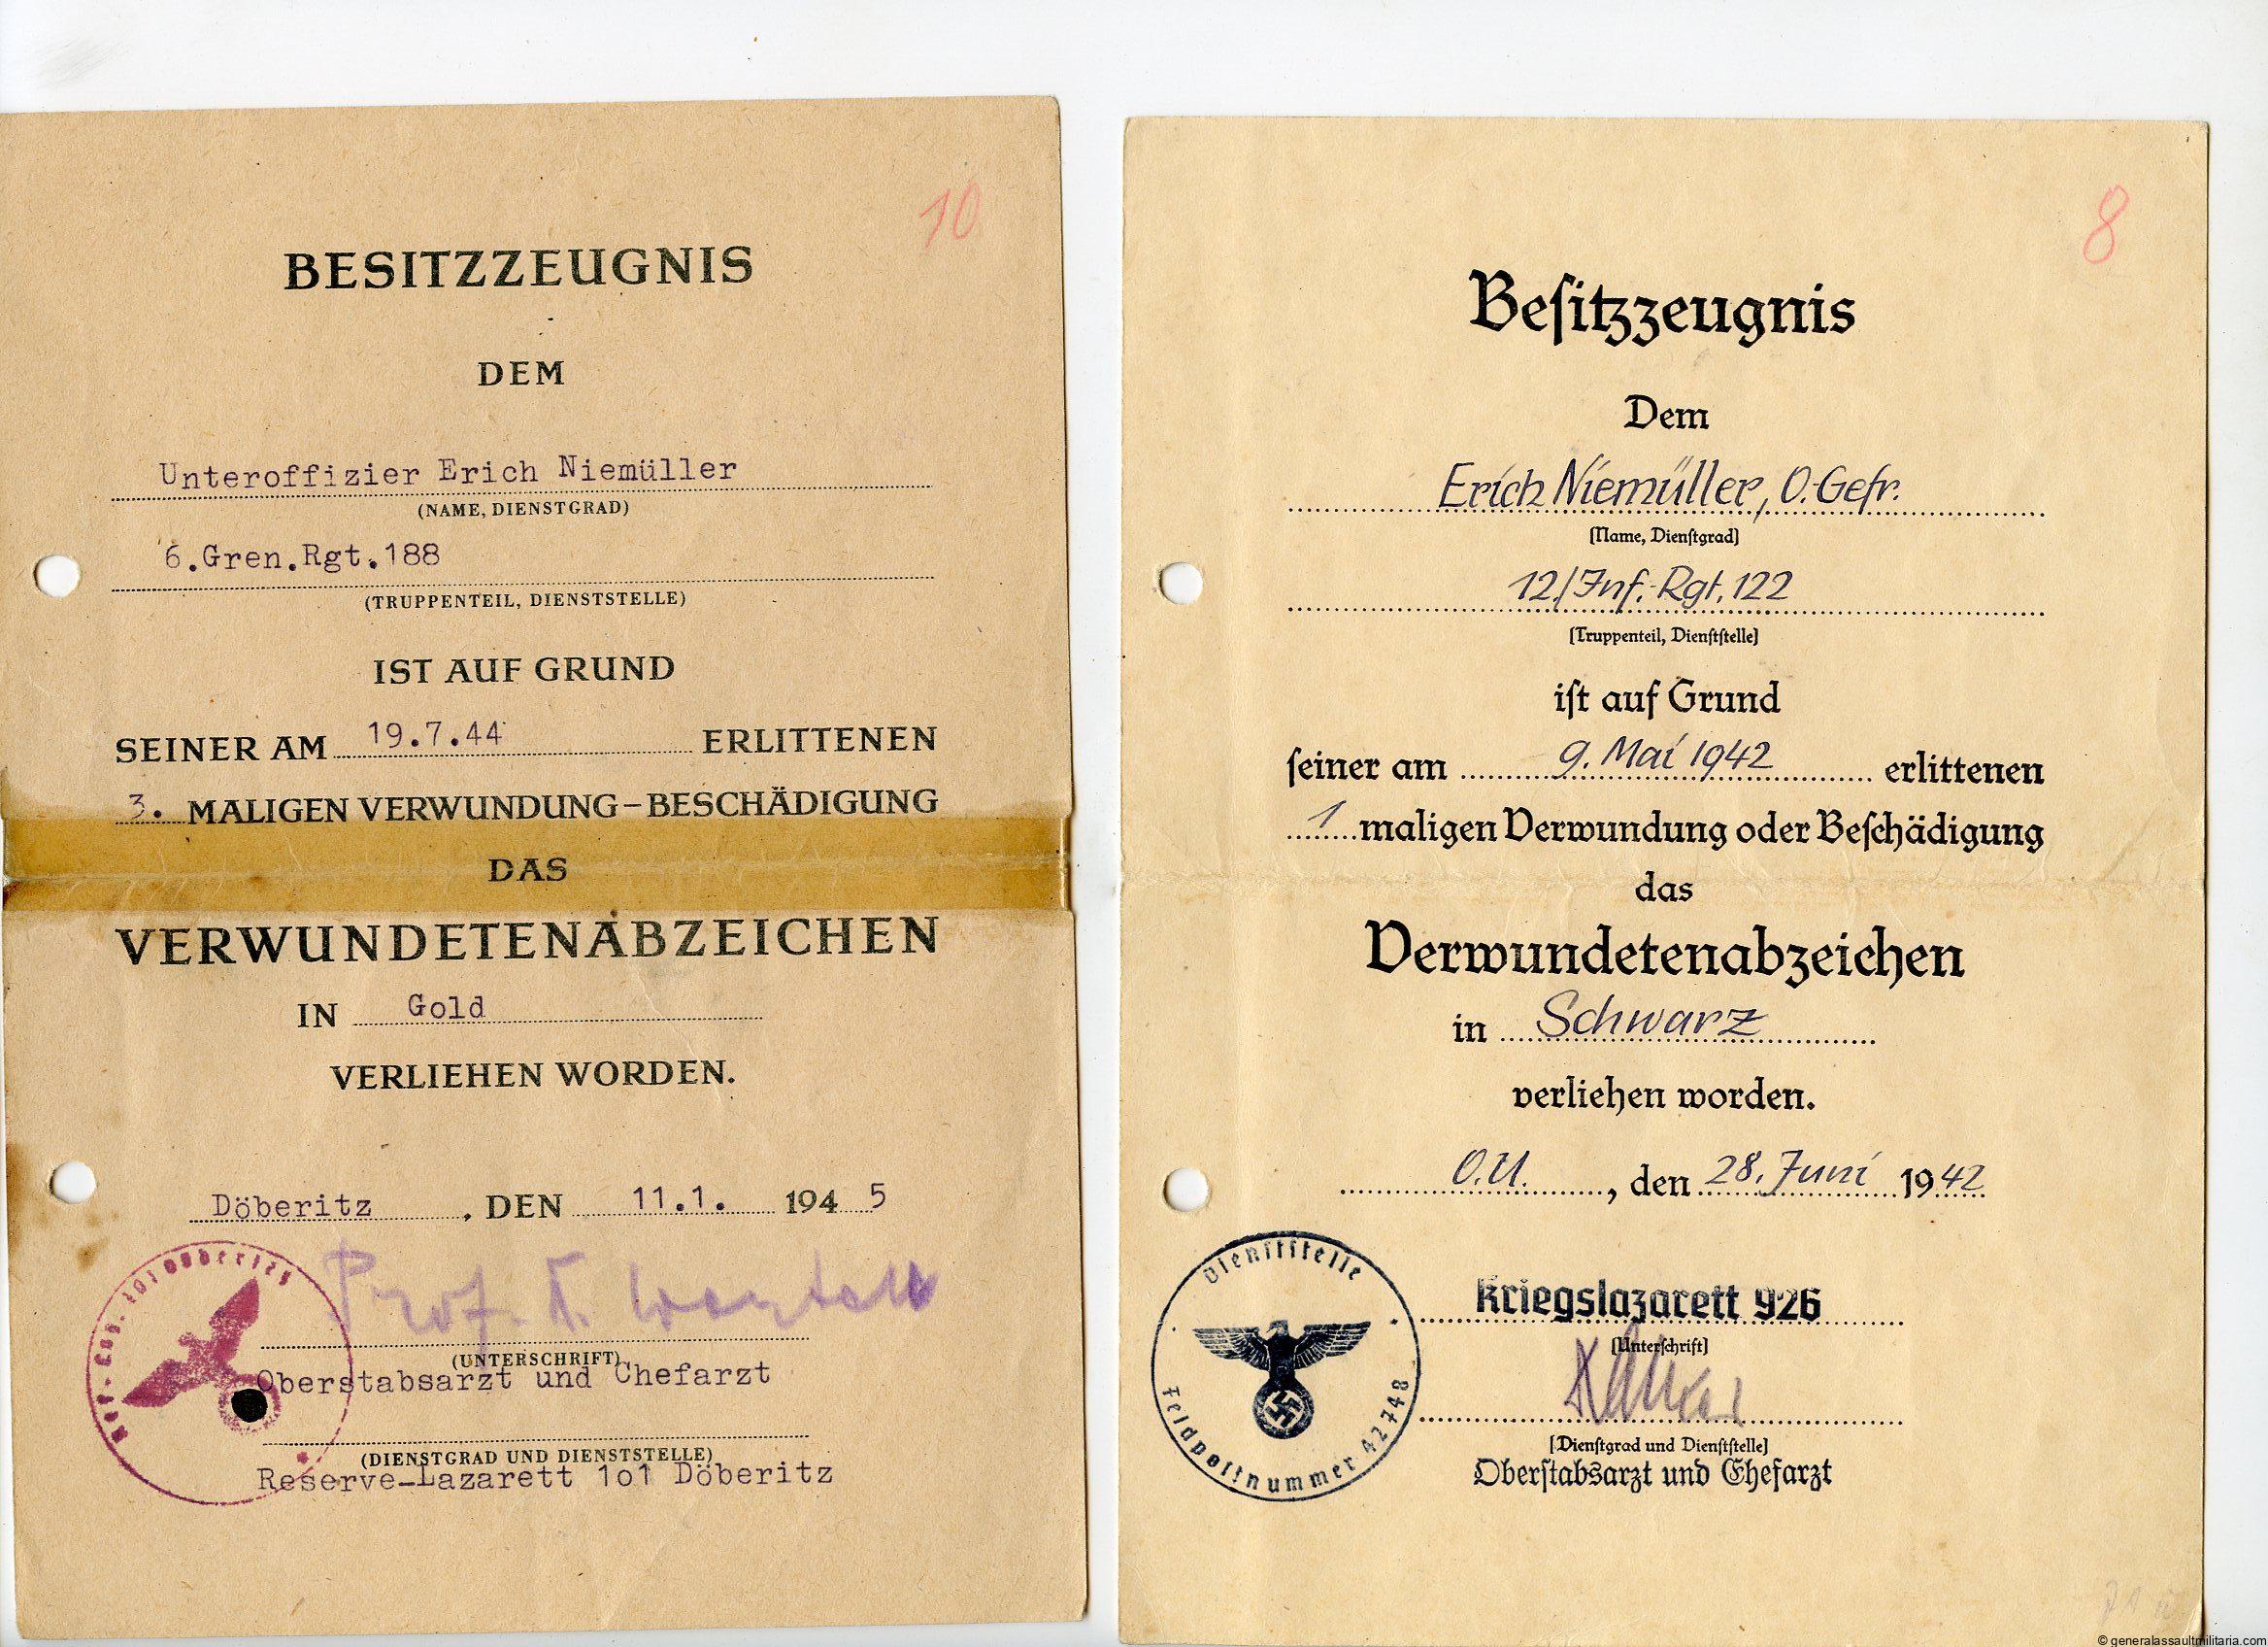 10
BESITZZEUGNIS
DEM
Unteroffizier Erich Niemüller
(NAME, DIENSTGRAD)
6.Gren.Rgt.188
(TRUPPENTEIL, DIENSTSTELLE)
IST AUF GRUND
SEINER AM 19.7.44 ERLITTENEN
3. MALIGEN VERWUNDUNG–BESCHÄDIGUNG
DAS
VERWUNDETENABZEICHEN
IN Gold
VERLIEHEN WORDEN.
Döberitz, DEN 11.1. 1945
Prof. 
(UNTERSCHRIFT)
Oberstabsarzt und Chefarzt
(DIENSTGRAD UND DIENSTSTELLE)
Reserve-Lazarett 1o1 Döberitz
8
Besitzzeugnis
Dem
Erich Niemüller, O.-Gefr.
(Name, Dienstgrad)
12./Inf.-Rgt. 122
(Truppenteil, Dienststelle)
ist auf Grund
seiner am 9. Mai 1942 erlittenen
1 maligen Verwundung oder Beschädigung
das
Verwundetenabzeichen
in Schwarz
verliehen worden.
O.U., den 28. Juni 1942
Dienststelle
Feldpostnummer 42748
Kriegslazarett 926
(Unterschrift)
(Dienstgrad und Dienststelle)
Oberstabsarzt und Chefarzt
© generalassaultmilitaria.com